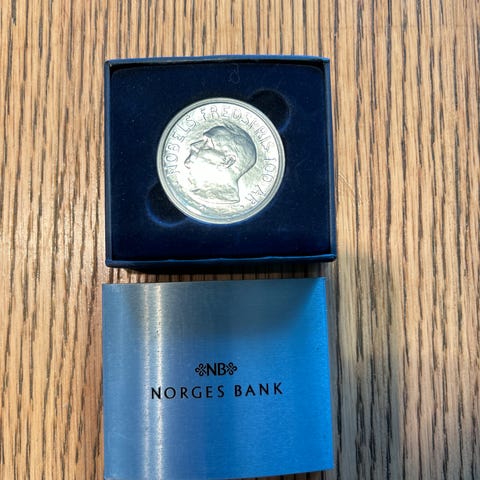 NOBELS FREDSPRIS 100 ÅR
NB
NORGES BANK